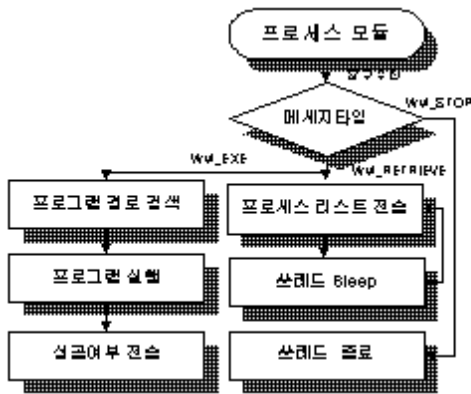 프로세스 모듈
메세지타입
WM_STOP
WM_EXE
WM_RETRIEVE
프로그램 경로 검색
프로세스 리스트 전송
프로그램 실행
쓰레드 Sleep
성공여부 전송
쓰레드 종료